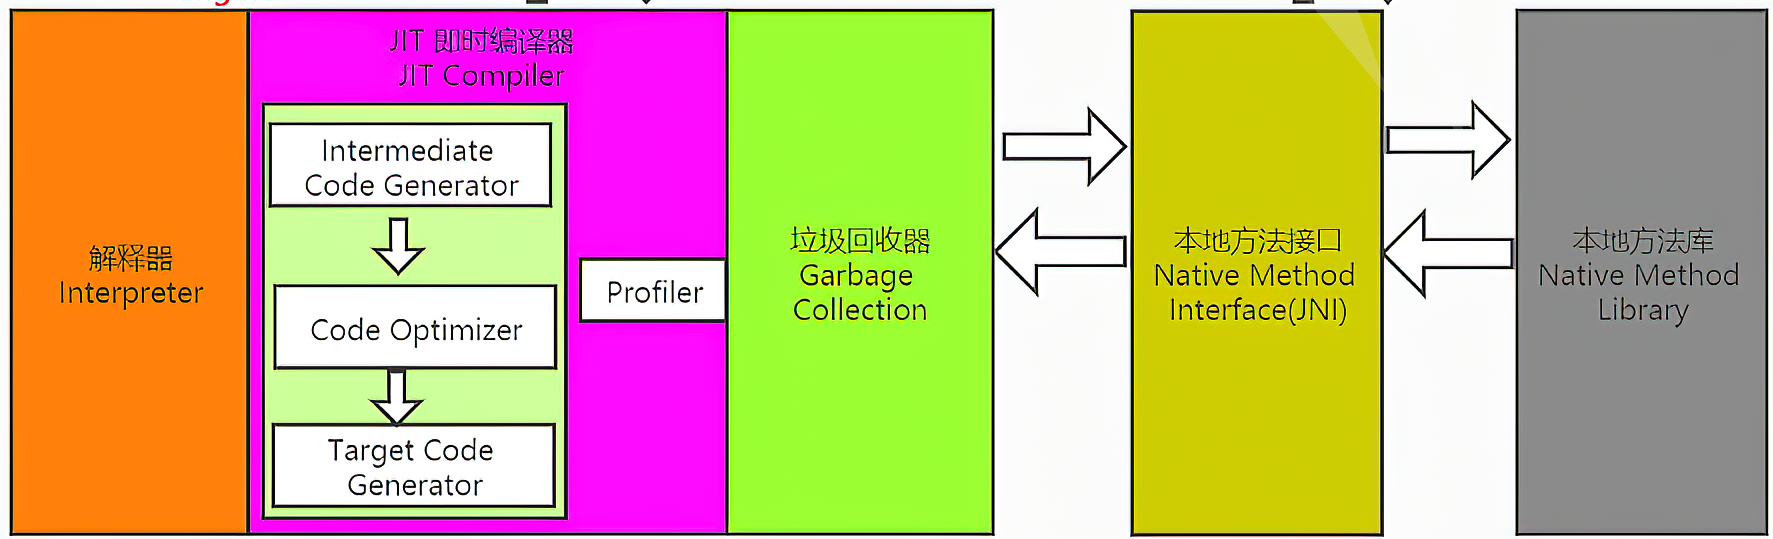 解释器
Interpreter
JIT 即时编译器
JIT Compiler
Intermediate
Code Generator
Code Optimizer
Target Code
Generator
Profiler
垃圾回收器
Garbage
Collection
本地方法接口
Native Method
Interface(JNI)
本地方法库
Native Method
Library